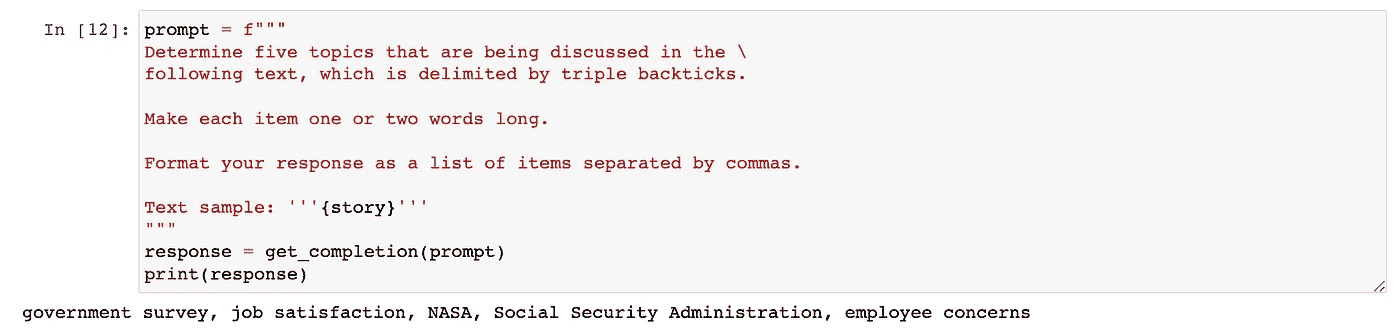 In [12]: prompt = f"""
Determine five topics that are being discussed in the \
following text, which is delimited by triple backticks.
Make each item one or two words long.
Format your response as a list of items separated by commas.
Text sample: '''{story}'''
"""
response = get_completion(prompt)
print(response)
government survey, job satisfaction, NASA, Social Security Administration, employee concerns